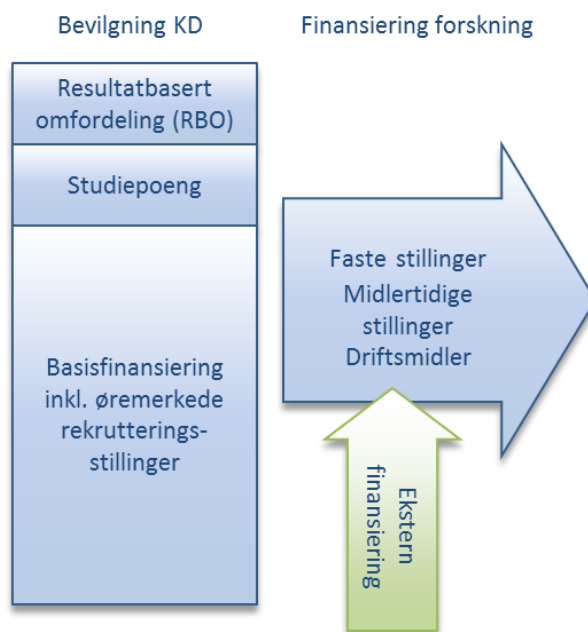 Bevilgning KD
Finansiering forskning
Resultatbasert
omfordeling (RBO)
Studiepoeng
Basisfinansiering
inkl. øremerkede
rekrutterings-
stillinger
Faste stillinger
Midlertidige
stillinger
Driftsmidler
Ekstern
finansiering